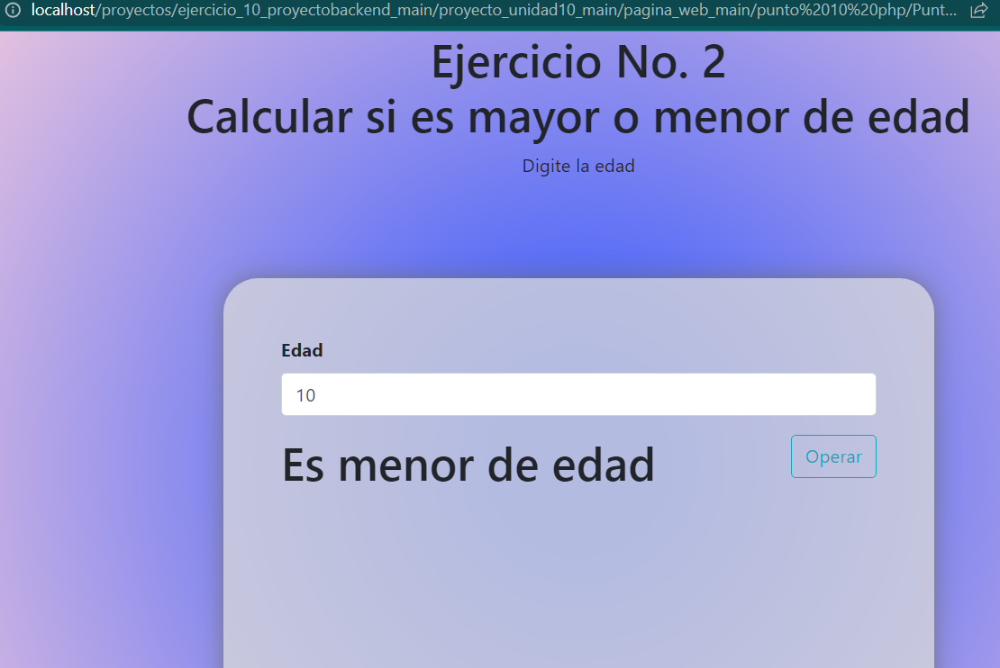 localhost/proyectos/ejercicio_10_proyectobackend_main/proyecto_unidad10_main/pagina_web_main/punto%2010%20php/Punt...
Ejercicio No. 2
Calcular si es mayor o menor de edad
Digite la edad
Edad
10
Es menor de edad
Operar